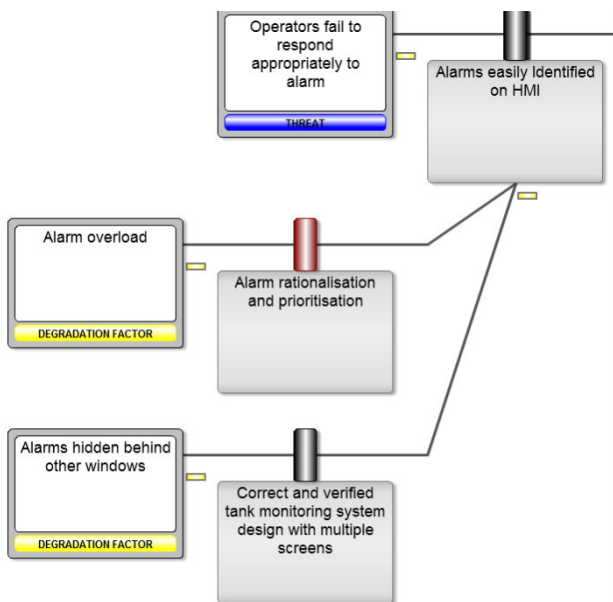 Operators fail to
respond
appropriately to
alarm
THREAT
Alarms easily Identified
on HMI
Alarm overload
DEGRADATION FACTOR
Alarm rationalisation
and prioritisation
Alarms hidden behind
other windows
DEGRADATION FACTOR
Correct and verified
tank monitoring system
design with multiple
screens